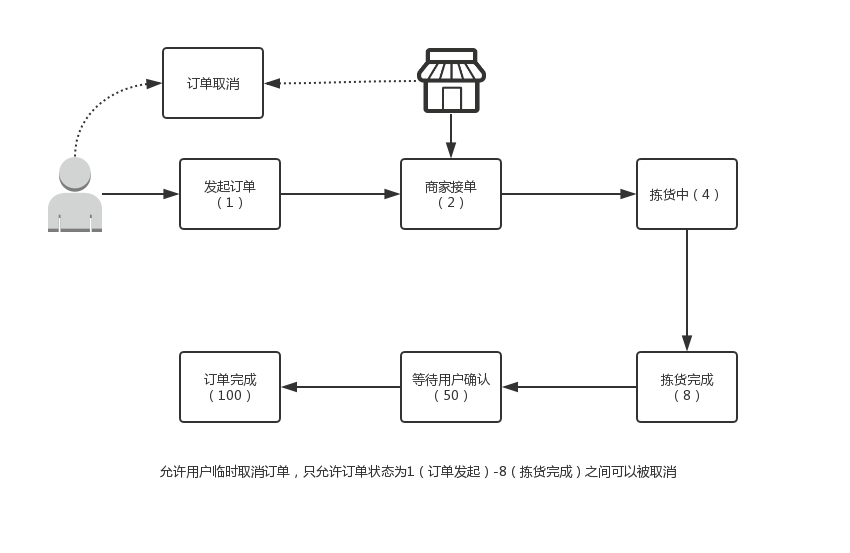 订单取消
发起订单
（1）
商家接单
（2）
拣货中（4）
订单完成
（100）
等待用户确认
（50）
拣货完成
（8）
允许用户临时取消订单，只允许订单状态为1（订单发起）-8（拣货完成）之间可以被取消